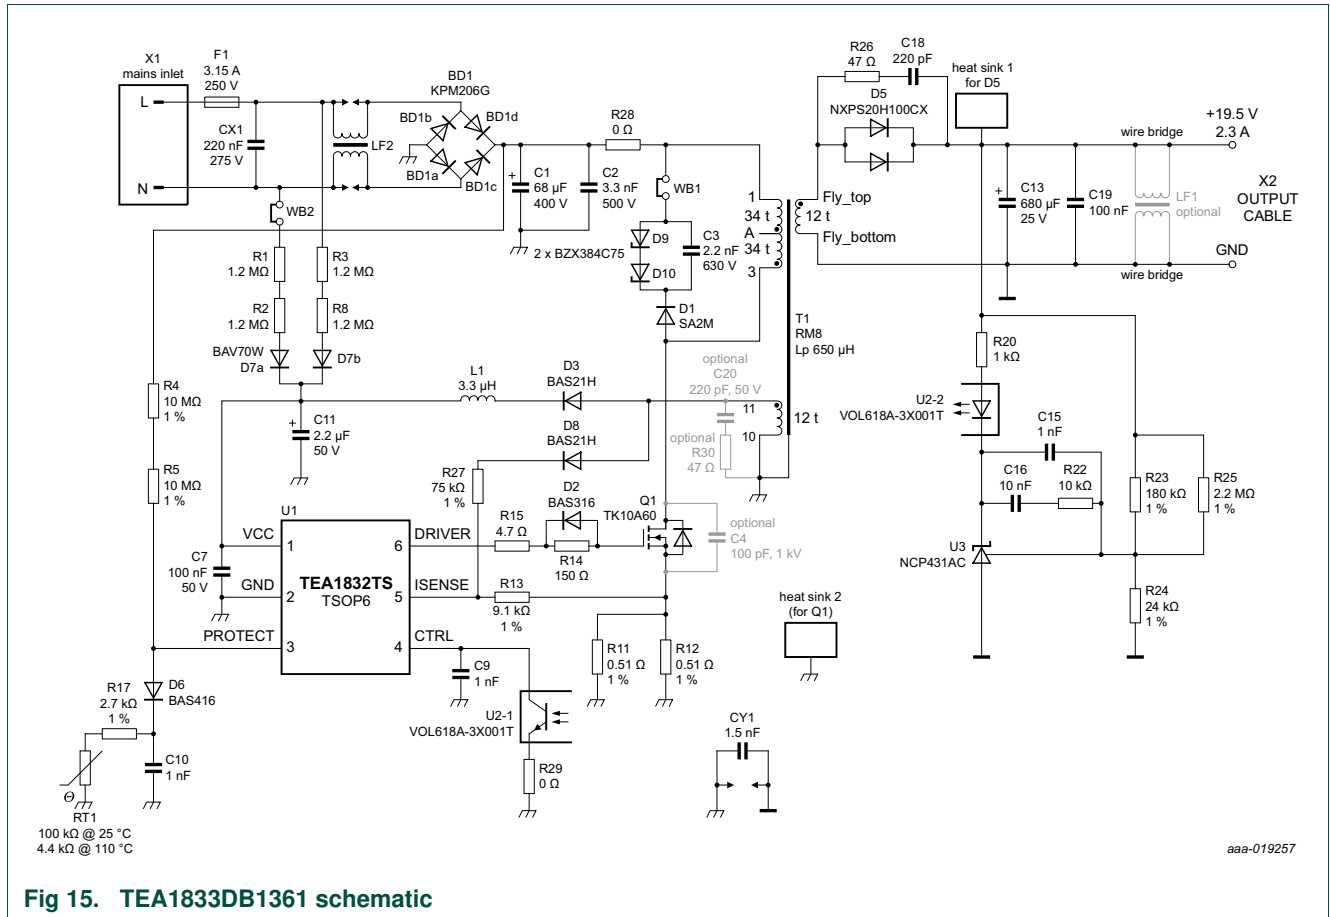 X1
mains inlet
L
N
F1
3.15 A
250 V
CX1
220 nF
275 V
LF2
BD1
KPM206G
BD1b
BD1d
BD1a
BD1c
R28
0 Ω
C1
68 µF
400 V
+
C2
3.3 nF
500 V
WB1
WB2
D9
2 x BZX384C75
D10
C3
2.2 nF
630 V
D1
SA2M
1
34 t
A
34 t
3
12 t
Fly_top
Fly_bottom
T1
RM8
Lp 650 µH
R26
47 Ω
C18
220 pF
D5
NXPS20H100CX
heat sink 1
for D5
+19.5 V
2.3 A
wire bridge
+
C13
680 µF
25 V
C19
100 nF
LF1
optional
X2
OUTPUT
CABLE
GND
wire bridge
R1
1.2 MΩ
R3
1.2 MΩ
R2
1.2 MΩ
R8
1.2 MΩ
BAV70W
D7a
D7b
R4
10 MΩ
1 %
R5
10 MΩ
1 %
+
C11
2.2 µF
50 V
L1
3.3 µH
D3
BAS21H
D8
BAS21H
optional
C20
220 pF, 50 V
optional
R30
47 Ω
11
12 t
10
R27
75 kΩ
1 %
D2
BAS316
R15
4.7 Ω
R14
150 Ω
Q1
TK10A60
optional
C4
100 pF, 1 kV
U1
VCC
1
GND
2
PROTECT
3
TEA1832TS
TSOP6
6
DRIVER
5
ISENSE
4
CTRL
C7
100 nF
50 V
R13
9.1 kΩ
1 %
R11
0.51 Ω
1 %
R12
0.51 Ω
1 %
C9
1 nF
U2-1
VOL618A-3X001T
R29
0 Ω
R17
2.7 kΩ
1 %
D6
BAS416
C10
1 nF
Θ
RT1
100 kΩ @ 25 °C
4.4 kΩ @ 110 °C
heat sink 2
(for Q1)
CY1
1.5 nF
R20
1 kΩ
U2-2
VOL618A-3X001T
C15
1 nF
C16
10 nF
R22
10 kΩ
R23
180 kΩ
1 %
R25
2.2 MΩ
1 %
U3
NCP431AC
R24
24 kΩ
1 %
aaa-019257
Fig 15. TEA1833DB1361 schematic